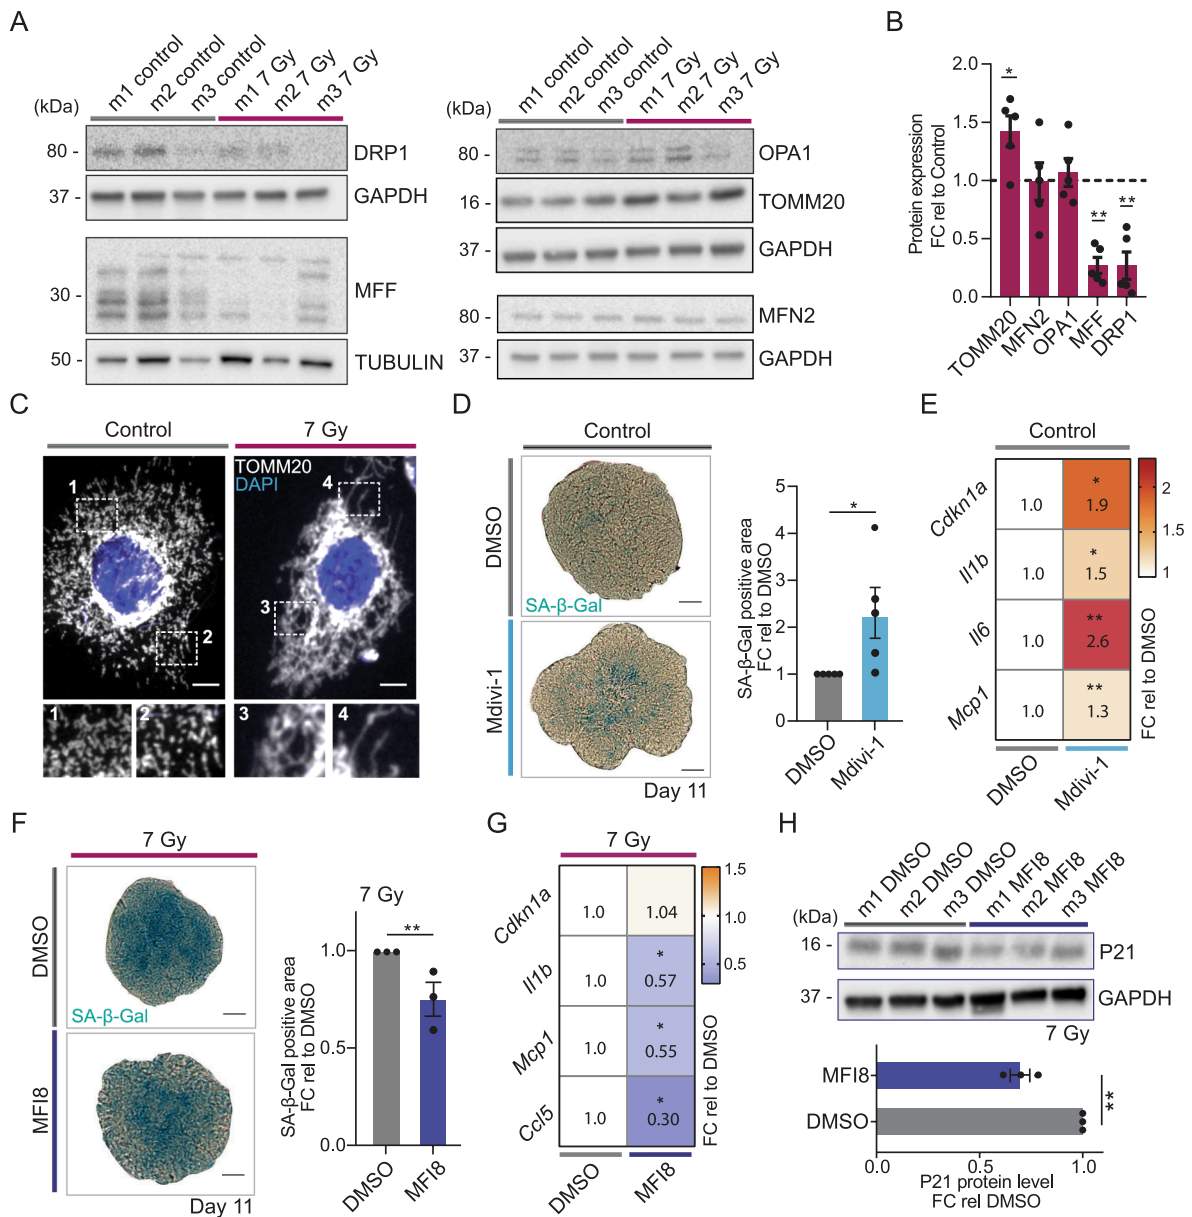 A
(kDa)
m1 control
m2 control
m3 control
m1 7 Gy
m2 7 Gy
m3 7 Gy
80 -
DRP1
37 -
GAPDH
30 -
MFF
50 -
TUBULIN
m1 control
m2 control
m3 control
m1 7 Gy
m2 7 Gy
m3 7 Gy
(kDa)
80 -
OPA1
16 -
TOMM20
37 -
GAPDH
80 -
MFN2
37 -
GAPDH
B
Protein expression
FC rel to Control
2.0
1.5
1.0
0.5
0.0
*
**
**
TOMM20
MFN2
OPA1
MFF
DRP1
C
Control
7 Gy
TOMM20
DAPI
1
2
3
4
1
2
3
4
D
Control
DMSO
SA-β-Gal
Mdivi-1
Day 11
SA-β-Gal positive area
FC rel to DMSO
5
4
3
2
1
0
*
DMSO
Mdivi-1
E
Control
Cdkn1a
1.0
*
1.9
Il1b
1.0
*
1.5
Il6
1.0
**
2.6
Mcp1
1.0
**
1.3
DMSO
Mdivi-1
2
1
FC rel to DMSO
F
7 Gy
DMSO
SA-β-Gal
MFI8
Day 11
7 Gy
SA-β-Gal positive area
FC rel to DMSO
1.0
0.5
0.0
**
DMSO
MFI8
G
7 Gy
Cdkn1a
1.0
1.04
Il1b
1.0
*
0.57
Mcp1
1.0
*
0.55
Ccl5
1.0
*
0.30
DMSO
MFI8
1.5
1.0
0.5
FC rel to DMSO
H
m1 DMSO
m2 DMSO
m3 DMSO
m1 MFI8
m2 MFI8
m3 MFI8
(kDa)
16 -
P21
37 -
GAPDH
7 Gy
MFI8
DMSO
**
0.0
0.5
1.0
P21 protein level
FC rel DMSO